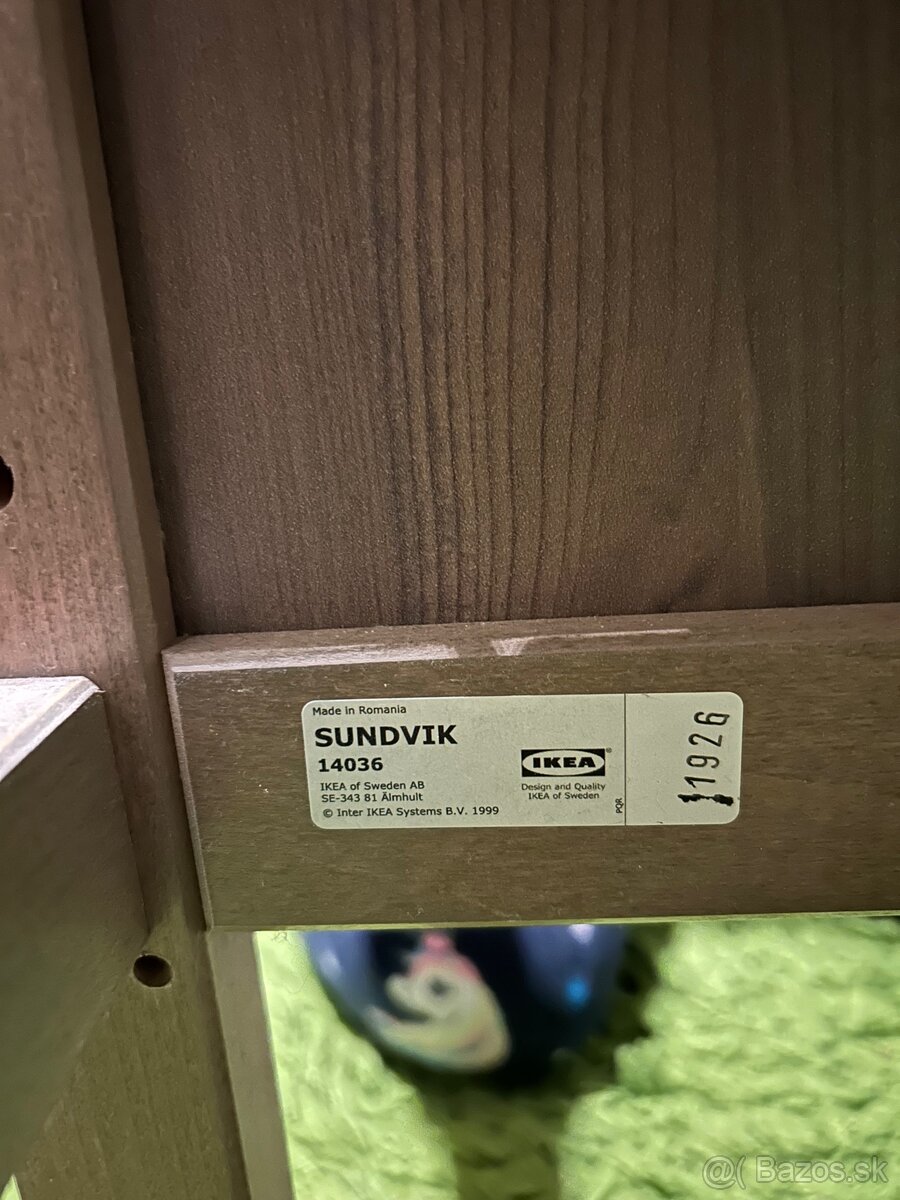 Made in Romania
SUNDVIK
14036
IKEA of Sweden AB
SE-343 81 Älmhult
© Inter IKEA Systems B.V. 1999
IKEA®
Design and Quality
IKEA of Sweden
PQR
11926
@( Bazos.sk